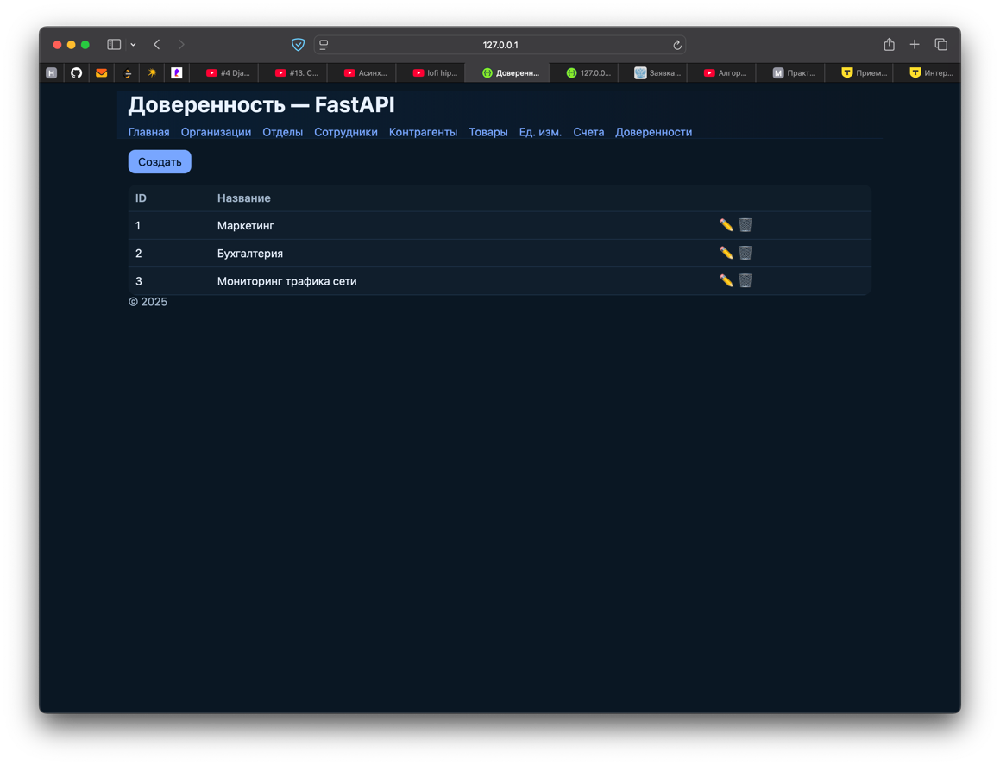 127.0.0.1
H
#4 Dja...
#13. С...
Асинх...
lofi hip...
Доверенн...
127.0.0...
Заявка...
Алгор...
M Практ...
T Прием...
T Интер...
Доверенность — FastAPI
Главная Организации Отделы Сотрудники Контрагенты Товары Ед. изм. Счета Доверенности
Создать
ID Название
1 Маркетинг
2 Бухгалтерия
3 Мониторинг трафика сети
© 2025